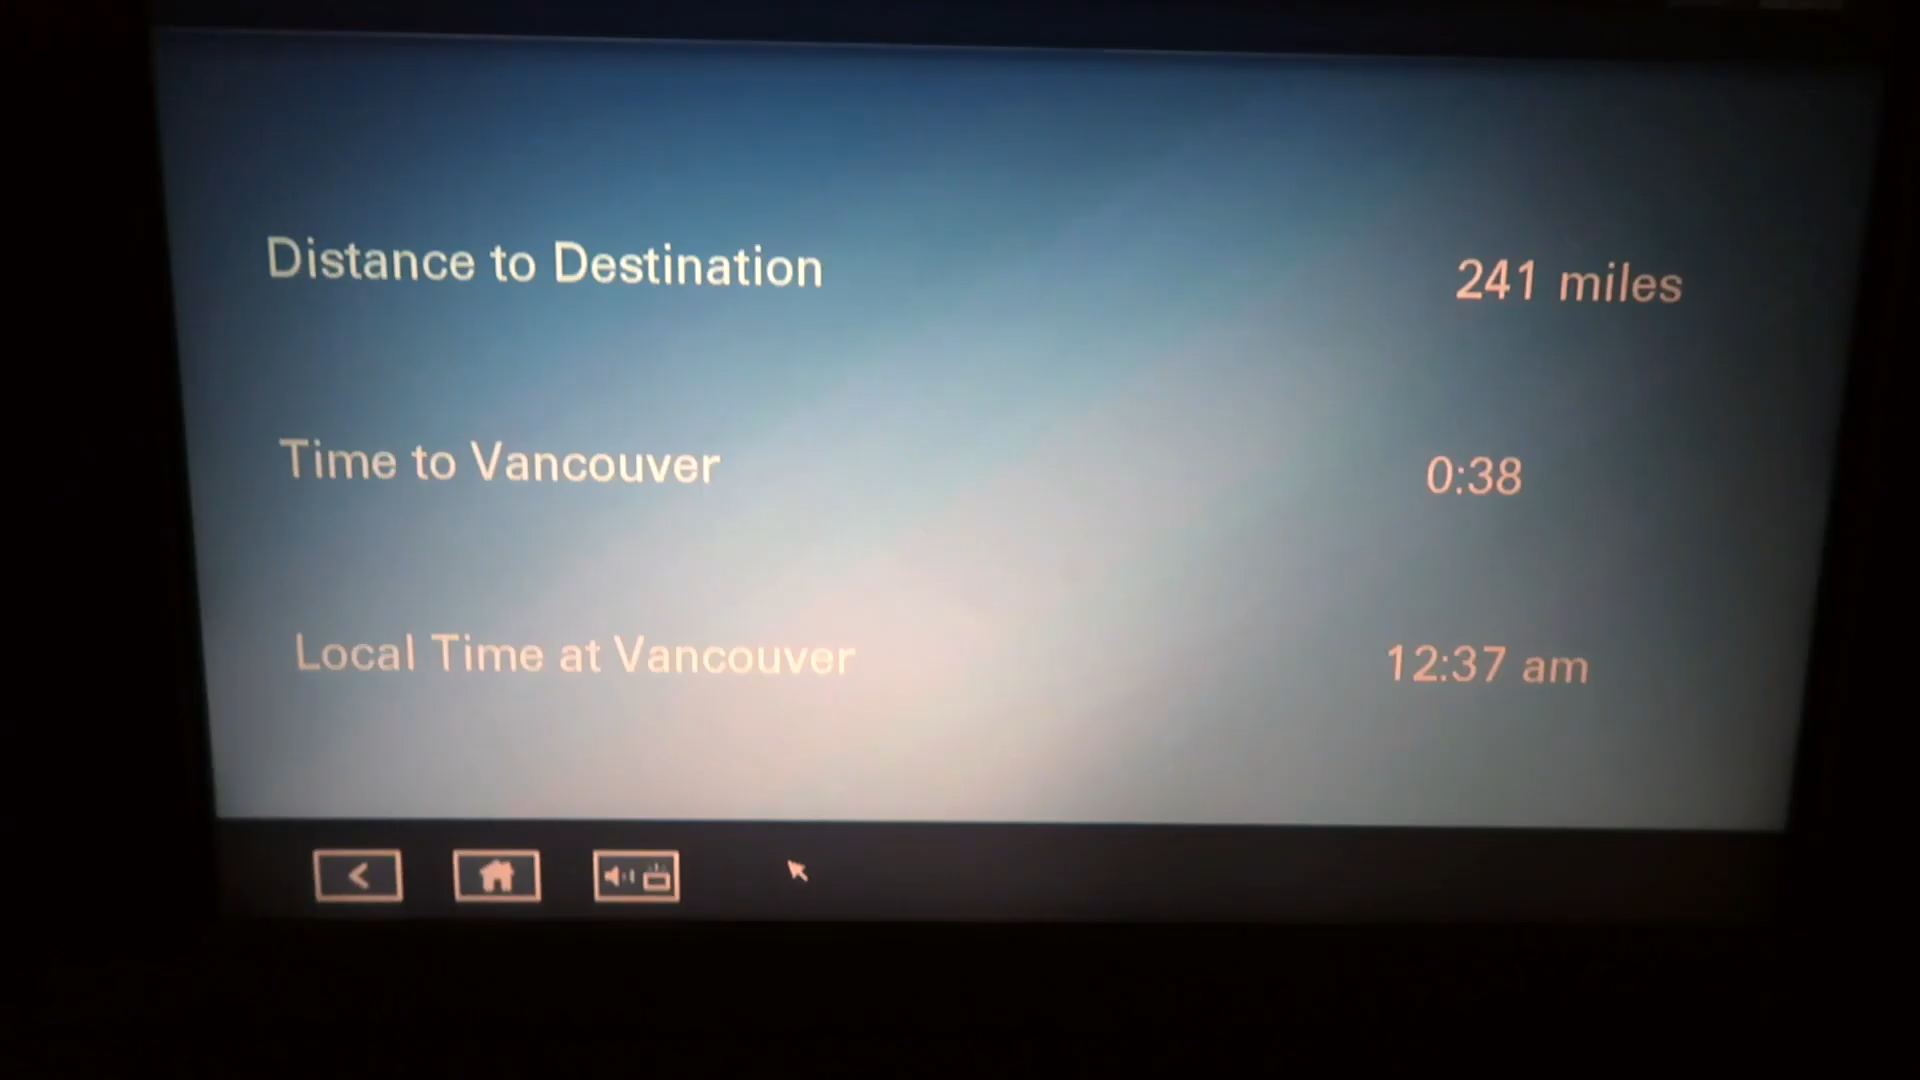 Distance to Destination 241 miles
Time to Vancouver 0:38
Local Time at Vancouver 12:37 am